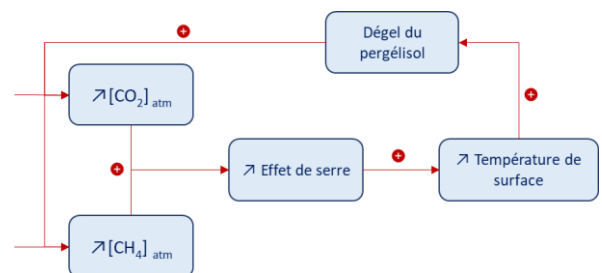 Dégel du
pergélisol
+
↗[CO₂] atm
+
+
↗ Effet de serre
+
↗ Température de
surface
+
↗[CH₄] atm